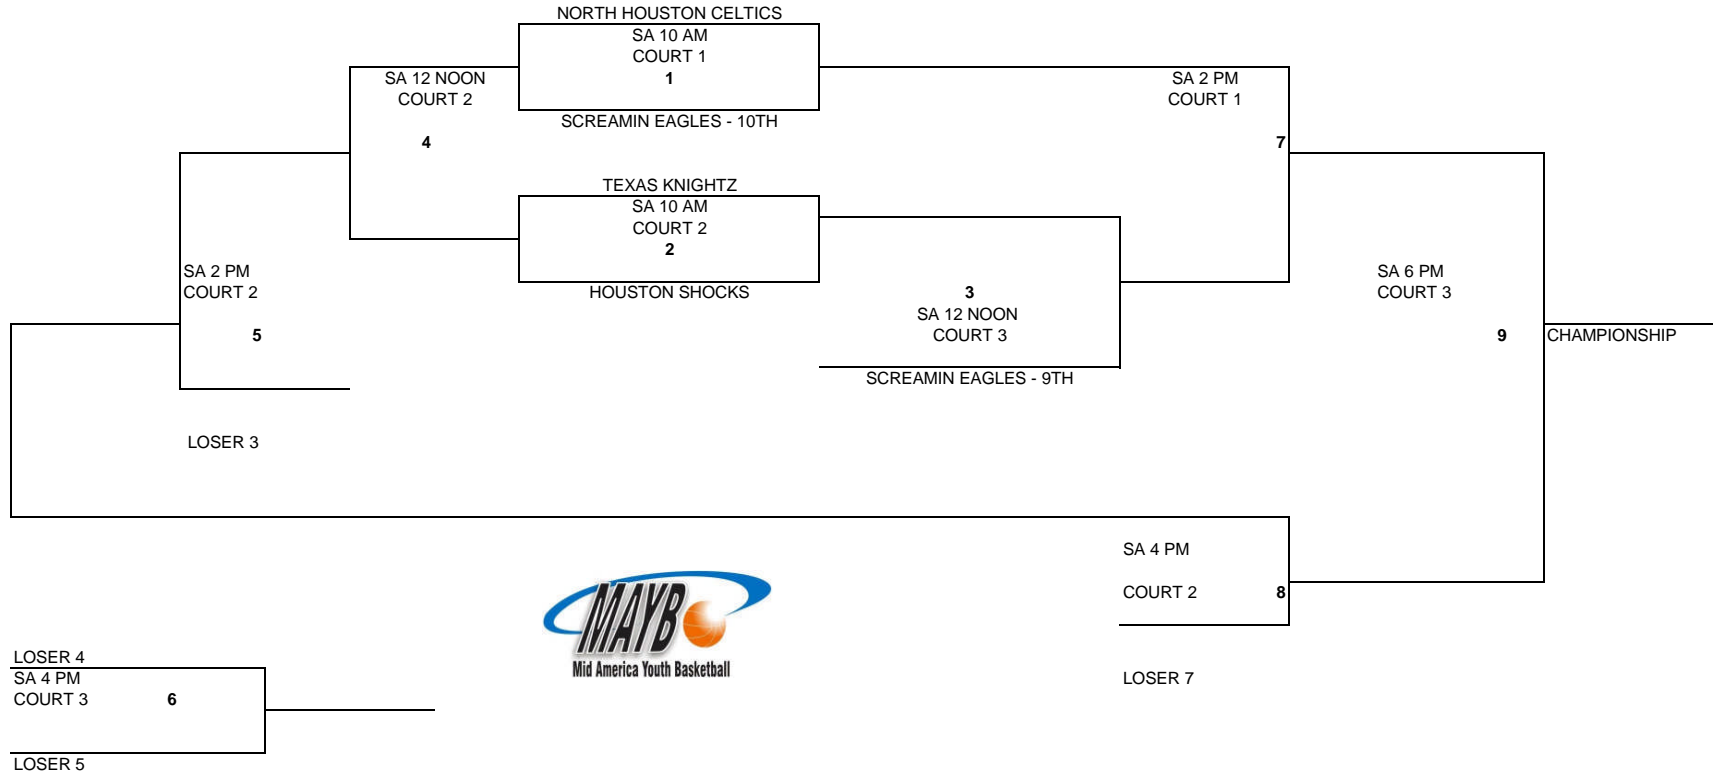 NORTH HOUSTON CELTICS
SA 10 AM
COURT 1
1
SCREAMIN EAGLES - 10TH
SA 12 NOON
COURT 2
4
SA 2 PM
COURT 1
7
TEXAS KNIGHTZ
SA 10 AM
COURT 2
2
HOUSTON SHOCKS
SA 2 PM
COURT 2
5
3
SA 12 NOON
COURT 3
SCREAMIN EAGLES - 9TH
SA 6 PM
COURT 3
9
CHAMPIONSHIP
LOSER 3
SA 4 PM
COURT 2
8
LOSER 7
MAYB
Mid America Youth Basketball
LOSER 4
SA 4 PM
COURT 3
6
LOSER 5